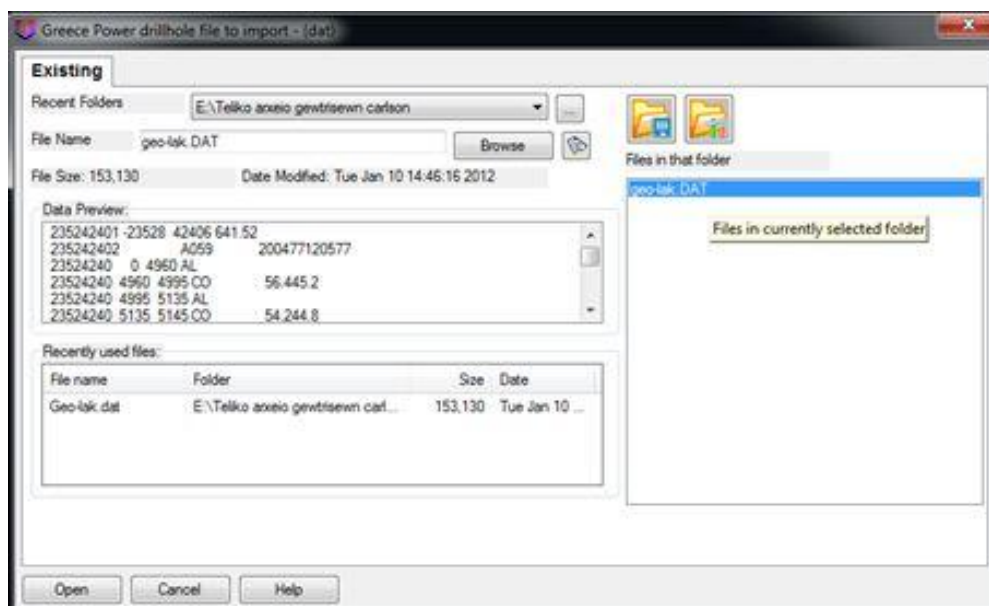 Greece Power drillhole file to import - (dat)
Existing
Recent Folders
E:\Teliko arxeio gewtrisewn carlson
...
File Name
geo-lak.DAT
Browse
File Size: 153,130
Date Modified: Tue Jan 10 14:46:16 2012
Data Preview:
235242401 -23528 42406 641.52
235242402 A059 200477120577
23524240 0 4960 AL
23524240 4960 4995 CO 56.445.2
23524240 4995 5135 AL
23524240 5135 5145 CO 54.244.8
Recently used files:
File name Folder Size Date
Geo-lak.dat E:\Teliko arxeio gewtrisewn carl... 153,130 Tue Jan 10 ...
Files in that folder
geo-lak.DAT
Files in currently selected folder
Open
Cancel
Help